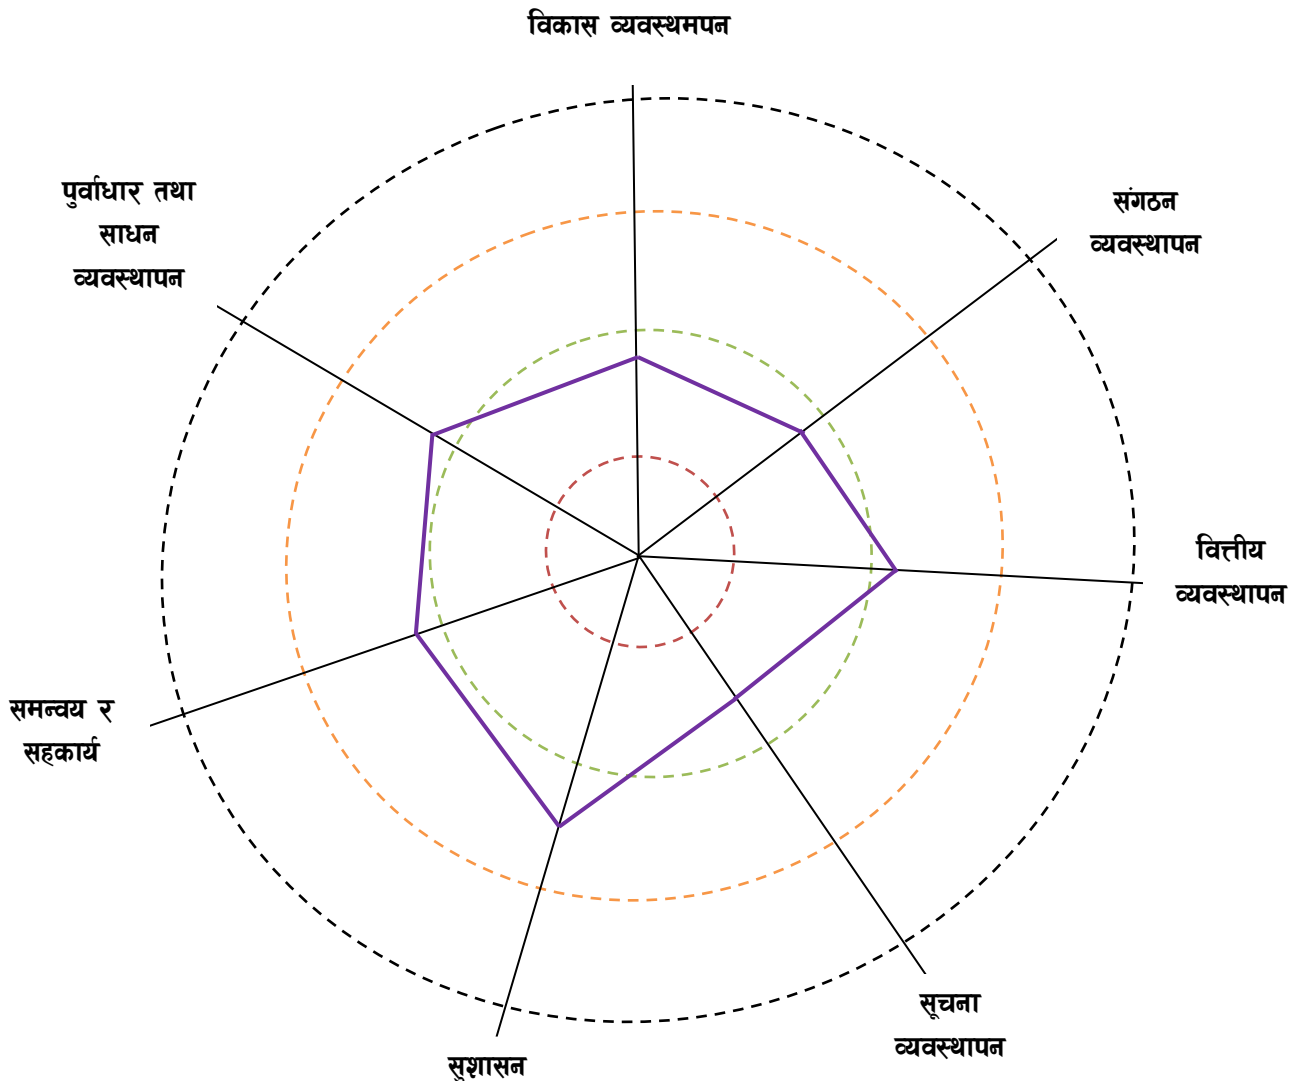 विकास व्यवस्थमपन
संगठन
व्यवस्थापन
वित्तीय
व्यवस्थापन
सूचना
व्यवस्थापन
सुशासन
समन्वय र
सहकार्य
पुर्वाधार तथा
साधन
व्यवस्थापन